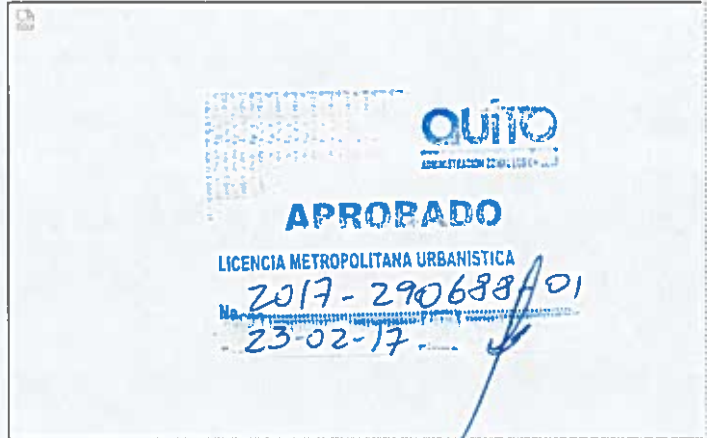 QUITO
APROBADO
LICENCIA METROPOLITANA URBANISTICA
No. 2017-290688-01
23-02-17